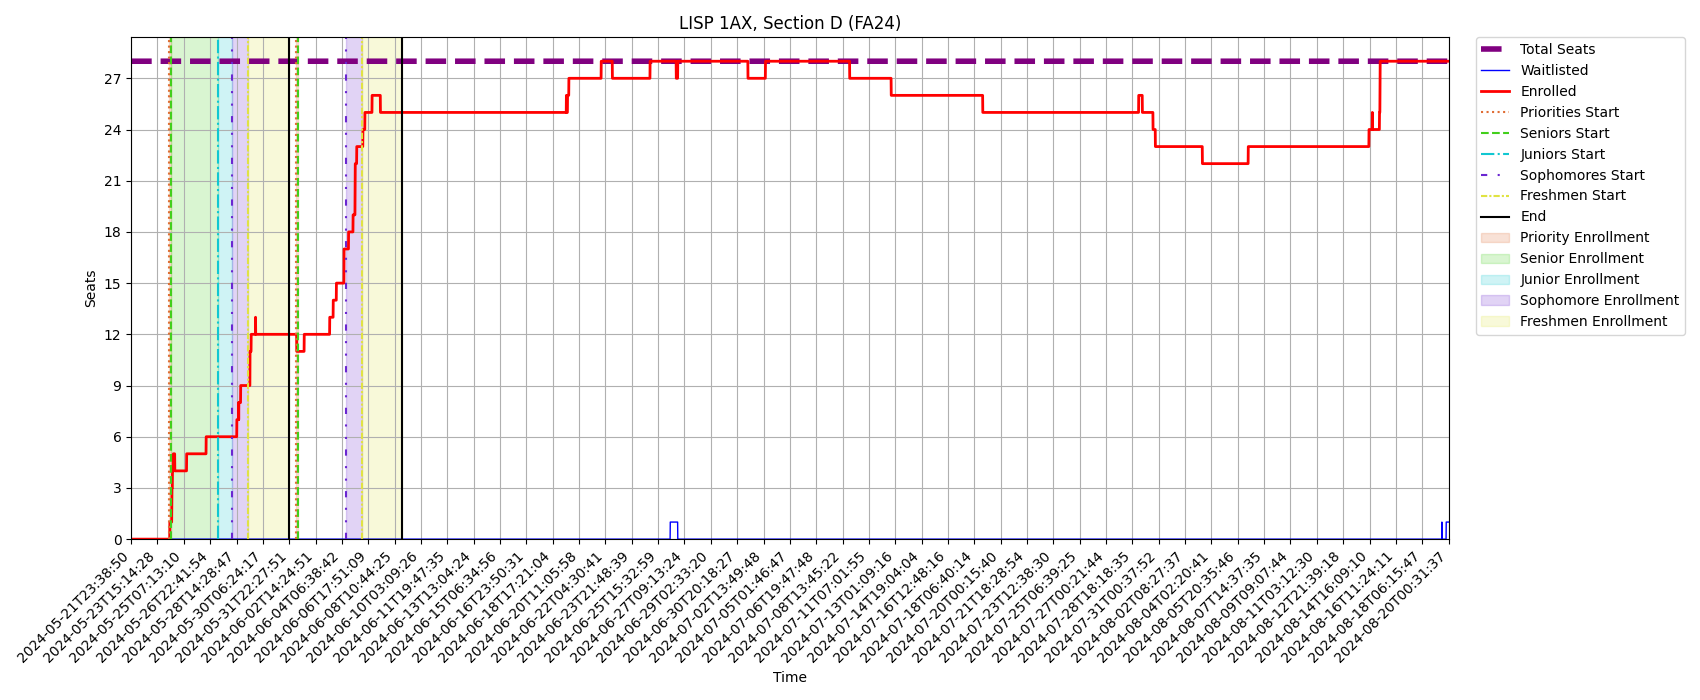 LISP 1AX, Section D (FA24)
Seats
27
24
21
18
15
12
9
6
3
0
2024-05-21T23:38:50
2024-05-23T15:14:28
2024-05-25T07:13:10
2024-05-26T22:41:54
2024-05-28T14:28:47
2024-05-30T06:24:17
2024-05-31T22:27:51
2024-06-02T14:24:51
2024-06-04T06:38:42
2024-06-06T17:51:09
2024-06-08T10:44:25
2024-06-10T03:09:26
2024-06-11T19:47:35
2024-06-13T13:04:24
2024-06-15T06:34:56
2024-06-16T23:50:31
2024-06-18T17:21:04
2024-06-20T11:05:58
2024-06-22T04:30:41
2024-06-23T21:48:39
2024-06-25T15:32:59
2024-06-27T09:13:24
2024-06-29T02:33:20
2024-06-30T20:18:27
2024-07-02T13:49:48
2024-07-05T01:46:47
2024-07-06T19:47:48
2024-07-08T13:45:22
2024-07-11T07:01:55
2024-07-13T01:09:16
2024-07-14T19:04:04
2024-07-16T12:48:16
2024-07-18T06:40:14
2024-07-20T00:15:40
2024-07-21T18:28:54
2024-07-23T12:38:30
2024-07-25T06:39:25
2024-07-27T00:21:44
2024-07-28T18:18:35
2024-07-31T00:37:52
2024-08-02T08:27:37
2024-08-04T02:20:41
2024-08-05T20:35:46
2024-08-07T14:37:35
2024-08-09T09:07:44
2024-08-11T03:12:30
2024-08-12T21:39:18
2024-08-14T16:09:10
2024-08-16T11:24:11
2024-08-18T06:15:47
2024-08-20T00:31:37
Time
Total Seats
Waitlisted
Enrolled
Priorities Start
Seniors Start
Juniors Start
Sophomores Start
Freshmen Start
End
Priority Enrollment
Senior Enrollment
Junior Enrollment
Sophomore Enrollment
Freshmen Enrollment